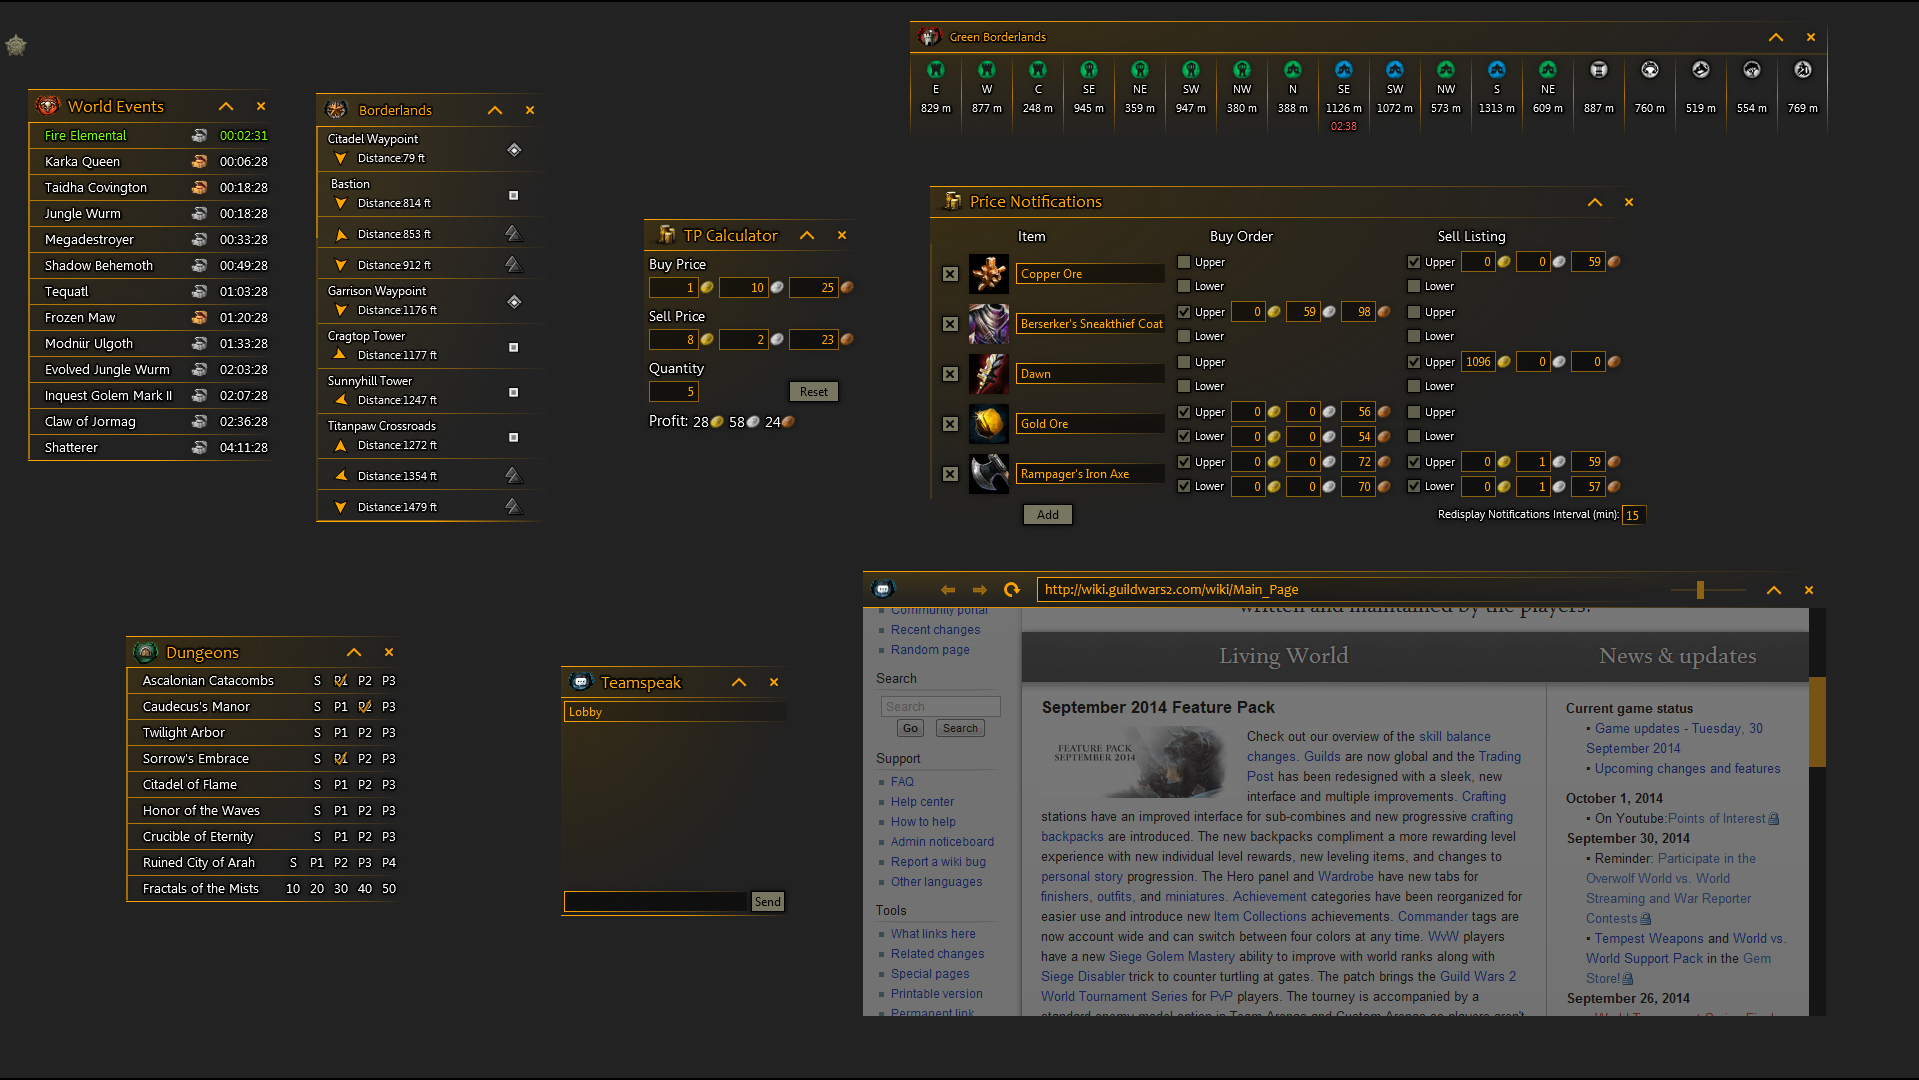 Green Borderlands
E W C SE NE SW NW N SE SW NW S NE
829 m 877 m 248 m 945 m 359 m 947 m 380 m 388 m 1126 m 1072 m 573 m 1313 m 609 m 887 m 760 m 519 m 554 m 769 m
02:38
World Events
Fire Elemental 00:02:31
Karka Queen 00:06:28
Taidha Covington 00:18:28
Jungle Wurm 00:18:28
Megadestroyer 00:33:28
Shadow Behemoth 00:49:28
Tequatl 01:03:28
Frozen Maw 01:20:28
Modniir Ulgoth 01:33:28
Evolved Jungle Wurm 02:03:28
Inquest Golem Mark II 02:07:28
Claw of Jormag 02:36:28
Shatterer 04:11:28
Borderlands
Citadel Waypoint
Distance:79 ft
Bastion
Distance:814 ft
Distance:853 ft
Distance:912 ft
Garrison Waypoint
Distance:1176 ft
Cragtop Tower
Distance:1177 ft
Sunnyhill Tower
Distance:1247 ft
Titanpaw Crossroads
Distance:1272 ft
Distance:1354 ft
Distance:1479 ft
TP Calculator
Buy Price
1 10 25
Sell Price
8 2 23
Quantity
5 Reset
Profit: 28 58 24
Price Notifications
Item Buy Order Sell Listing
Upper Upper 0 0 59
Copper Ore
Lower Lower
Upper 0 59 98 Upper
Berserker's Sneakthief Coat
Lower Lower
Upper Upper 1096 0 0
Dawn
Lower Lower
Upper 0 0 56 Upper
Gold Ore
Lower 0 0 54 Lower
Upper 0 0 72 Upper 0 1 59
Rampager's Iron Axe
Lower 0 0 70 Lower 0 1 57
Add Redisplay Notifications Interval (min): 15
Dungeons
Ascalonian Catacombs S P1 P2 P3
Caudecus's Manor S P1 P2 P3
Twilight Arbor S P1 P2 P3
Sorrow's Embrace S P1 P2 P3
Citadel of Flame S P1 P2 P3
Honor of the Waves S P1 P2 P3
Crucible of Eternity S P1 P2 P3
Ruined City of Arah S P1 P2 P3 P4
Fractals of the Mists 10 20 30 40 50
Teamspeak
Lobby
Send
http://wiki.guildwars2.com/wiki/Main_Page
Community portal
Recent changes
Random page
Search
Search
Go Search
Support
FAQ
Help center
How to help
Admin noticeboard
Report a wiki bug
Other languages
Tools
What links here
Related changes
Special pages
Printable version
Permanent link
written and maintained by the players.
Living World
September 2014 Feature Pack
FEATURE PACK
SEPTEMBER 2014
Check out our overview of the skill balance
changes. Guilds are now global and the Trading
Post has been redesigned with a sleek, new
interface and multiple improvements. Crafting
stations have an improved interface for sub-combines and new progressive crafting
backpacks are introduced. The new backpacks compliment a more rewarding level
experience with new individual level rewards, new leveling items, and changes to
personal story progression. The Hero panel and Wardrobe have new tabs for
finishers, outfits, and miniatures. Achievement categories have been reorganized for
easier use and introduce new Item Collections achievements. Commander tags are
now account wide and can switch between four colors at any time. WvW players
have a new Siege Golem Mastery ability to improve with world ranks along with
Siege Disabler trick to counter turtling at gates. The patch brings the Guild Wars 2
World Tournament Series for PvP players. The tourney is accompanied by a
standard enemy model option in Team Arenas and Custom Arenas so players aren't
News & updates
Current game status
• Game updates - Tuesday, 30
September 2014
• Upcoming changes and features
October 1, 2014
• On Youtube:Points of Interest
September 30, 2014
• Reminder: Participate in the
Overwolf World vs. World
Streaming and War Reporter
Contests
• Tempest Weapons and World vs.
World Support Pack in the Gem
Store!
September 26, 2014